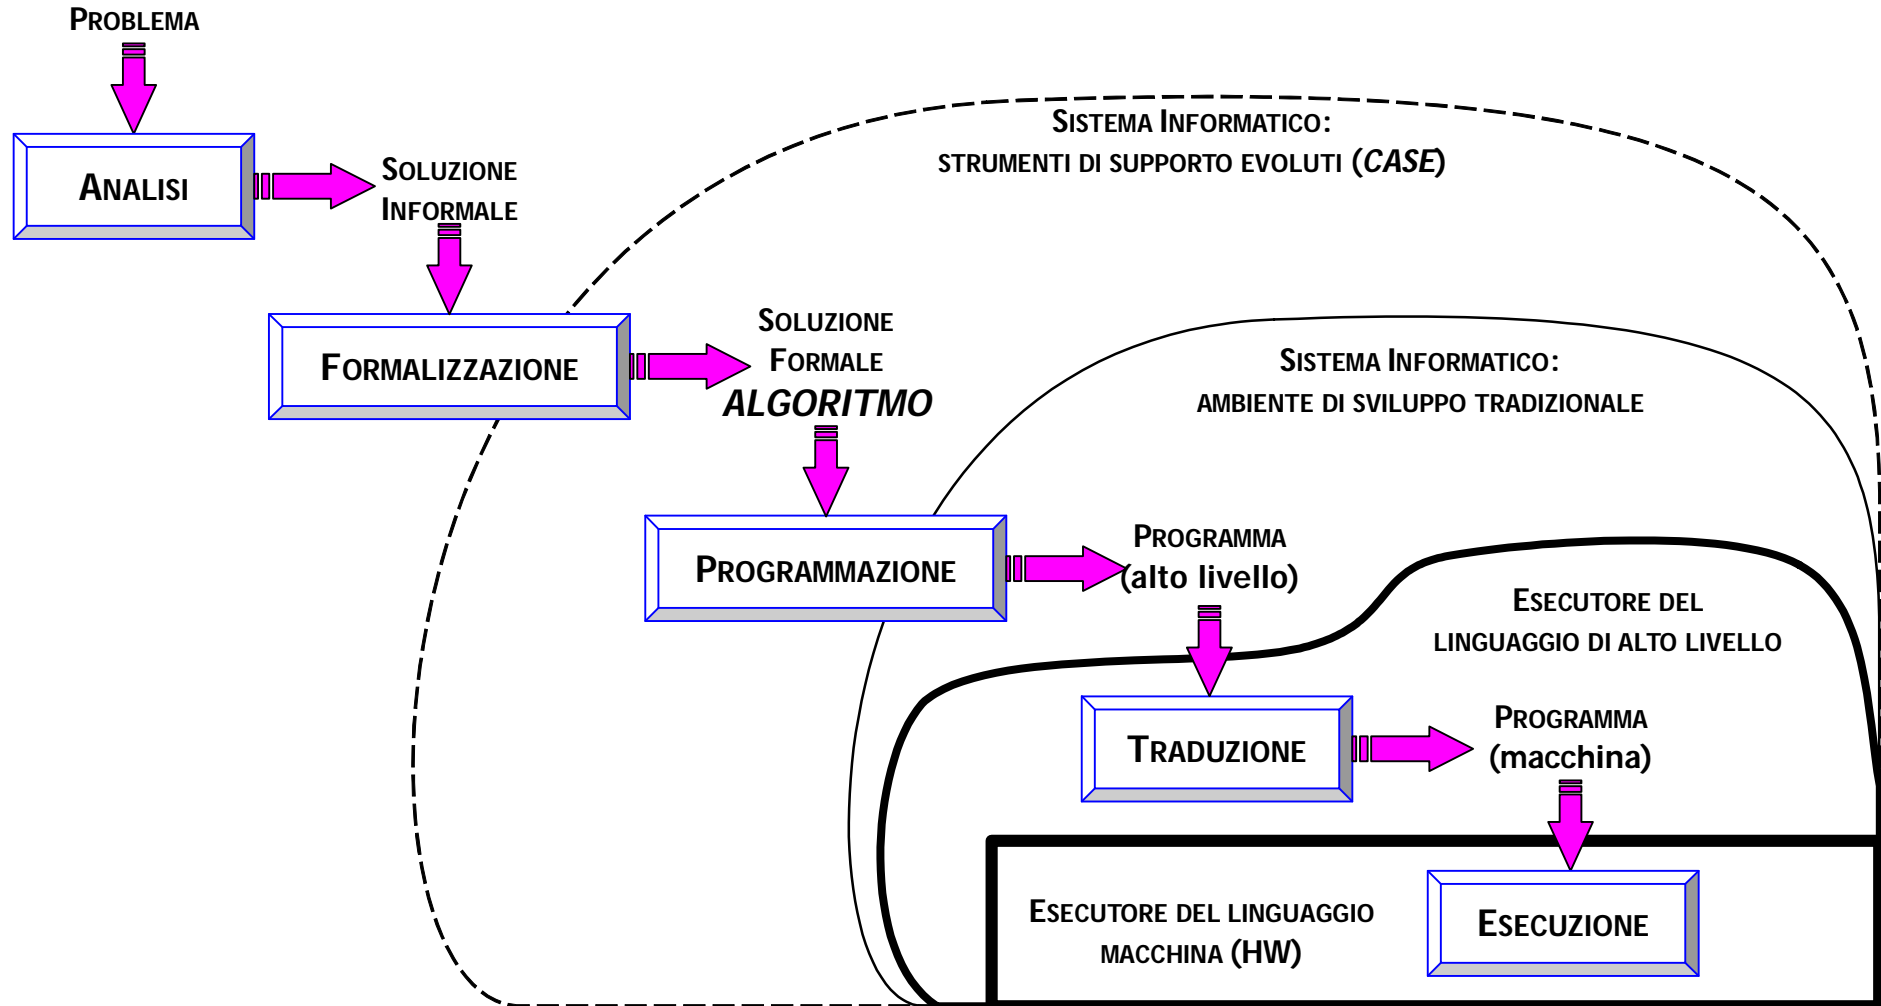 PROBLEMA
ANALISI
SOLUZIONE
INFORMALE
SISTEMA INFORMATICO:
STRUMENTI DI SUPPORTO EVOLUTI (CASE)
FORMALIZZAZIONE
SOLUZIONE
FORMALE
ALGORITMO
SISTEMA INFORMATICO:
AMBIENTE DI SVILUPPO TRADIZIONALE
PROGRAMMAZIONE
PROGRAMMA
(alto livello)
ESECUTORE DEL
LINGUAGGIO DI ALTO LIVELLO
TRADUZIONE
PROGRAMMA
(macchina)
ESECUTORE DEL LINGUAGGIO
MACCHINA (HW)
ESECUZIONE